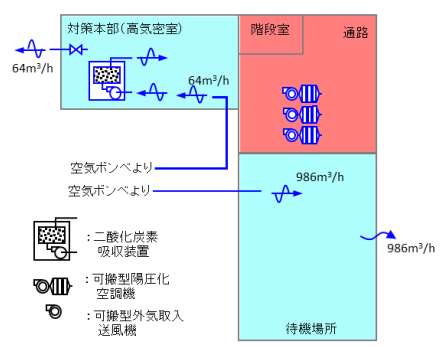 対策本部(高気密室)
階段室
通路
64m³/h
64m³/h
空気ボンベより
空気ボンベより
986m³/h
986m³/h
待機場所
：二酸化炭素
吸収装置
：可搬型陽圧化
空調機
：可搬型外気取入
送風機